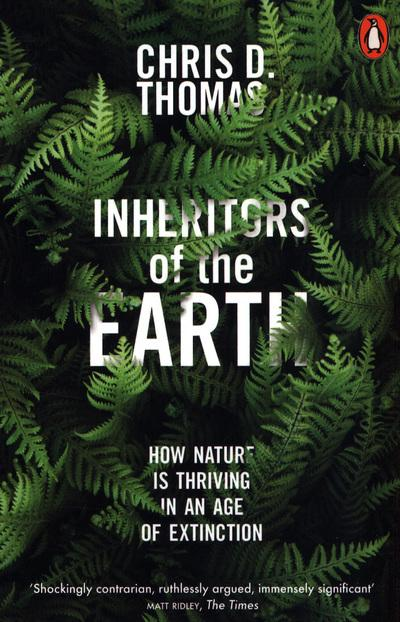 CHRIS D.
THOMAS
INHERITORS
of the
EARTH
HOW NATURE
IS THRIVING
IN AN AGE
OF EXTINCTION
'Shockingly contrarian, ruthlessly argued, immensely significant'
MATT RIDLEY, The Times